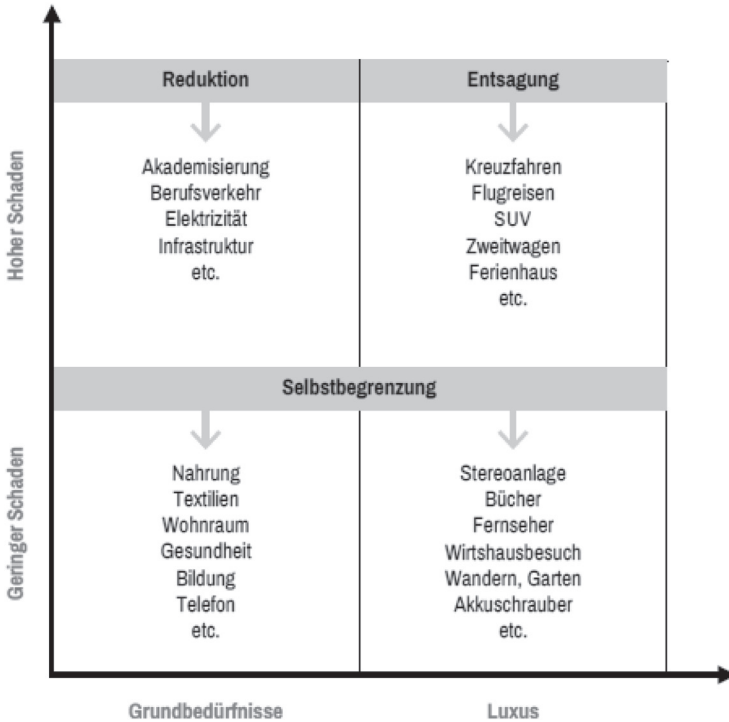 Reduktion
Entsagung
Hoher Schaden
Akademisierung
Berufsverkehr
Elektrizität
Infrastruktur
etc.
Kreuzfahren
Flugreisen
SUV
Zweitwagen
Ferienhaus
etc.
Selbstbegrenzung
Geringer Schaden
Nahrung
Textilien
Wohnraum
Gesundheit
Bildung
Telefon
etc.
Stereoanlage
Bücher
Fernseher
Wirtshausbesuch
Wandern, Garten
Akkuschrauber
etc.
Grundbedürfnisse
Luxus